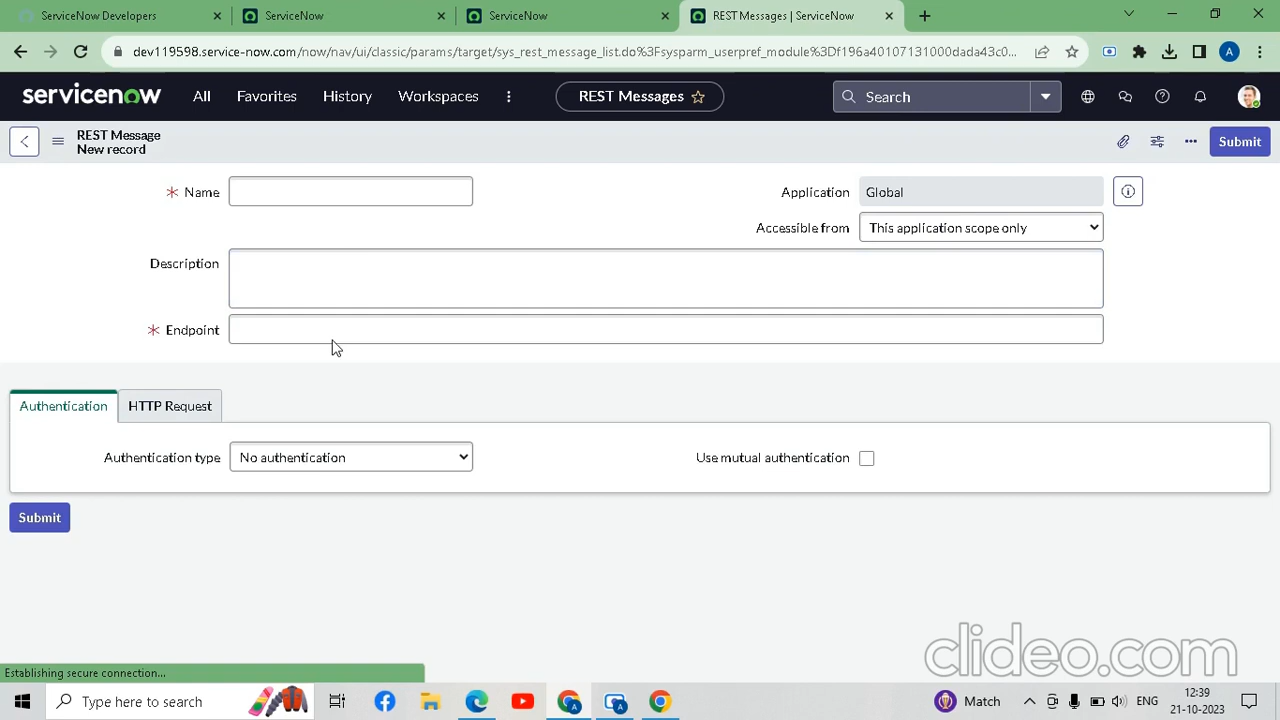 ServiceNow Developers
ServiceNow
ServiceNow
REST Messages | ServiceNow
dev119598.service-now.com/now/nav/ui/classic/params/target/sys_rest_message_list.do%3Fsysparm_userpref_module%3Df196a40107131000dada43c0...
A
servicenow
All
Favorites
History
Workspaces
REST Messages
Search
REST Message
New record
Submit
* Name
Application
Global
Accessible from
This application scope only
Description
* Endpoint
Authentication
HTTP Request
Authentication type
No authentication
Use mutual authentication
Submit
clideo.com
Establishing secure connection...
Type here to search
Match
ENG
12:39
21-10-2023